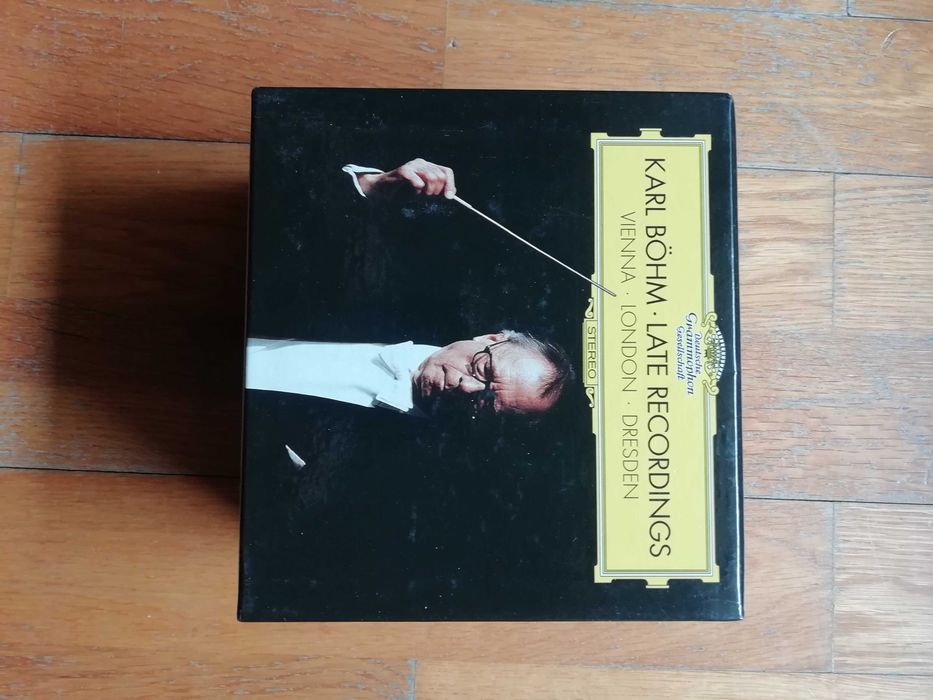 Deutsche
Grammophon
Gesellschaft
KARL BÖHM · LATE RECORDINGS
VIENNA · LONDON · DRESDEN
STEREO